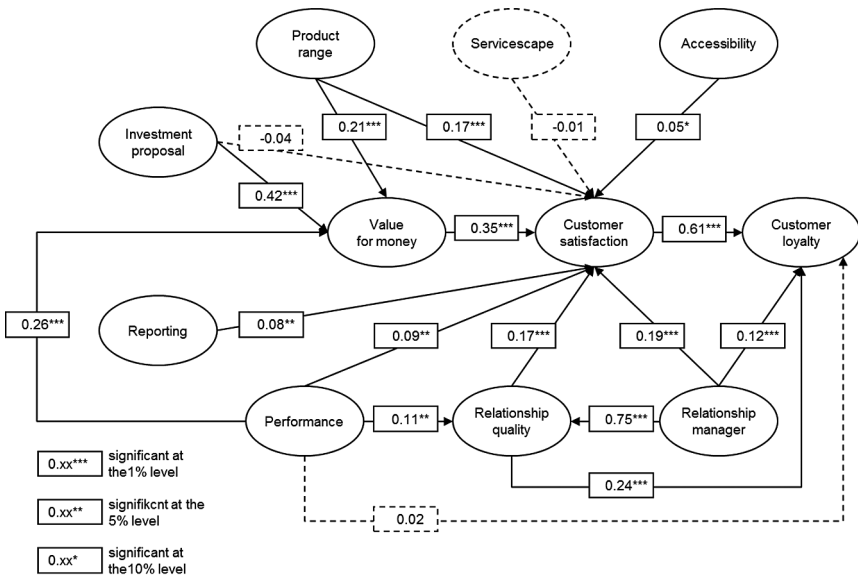 Product
range
Servicescape
Accessibility
Investment
proposal
-0.04
0.21***
0.17***
-0.01
0.05*
0.42***
Value
for money
0.35***
Customer
satisfaction
0.61***
Customer
loyalty
0.26***
Reporting
0.08**
0.09**
0.17***
0.19***
0.12***
Performance
0.11**
Relationship
quality
0.75***
Relationship
manager
0.24***
0.02
0.xx***
significant at
the1% level
0.xx**
signifikcnt at the
5% level
0.xx*
significant at
the10% level